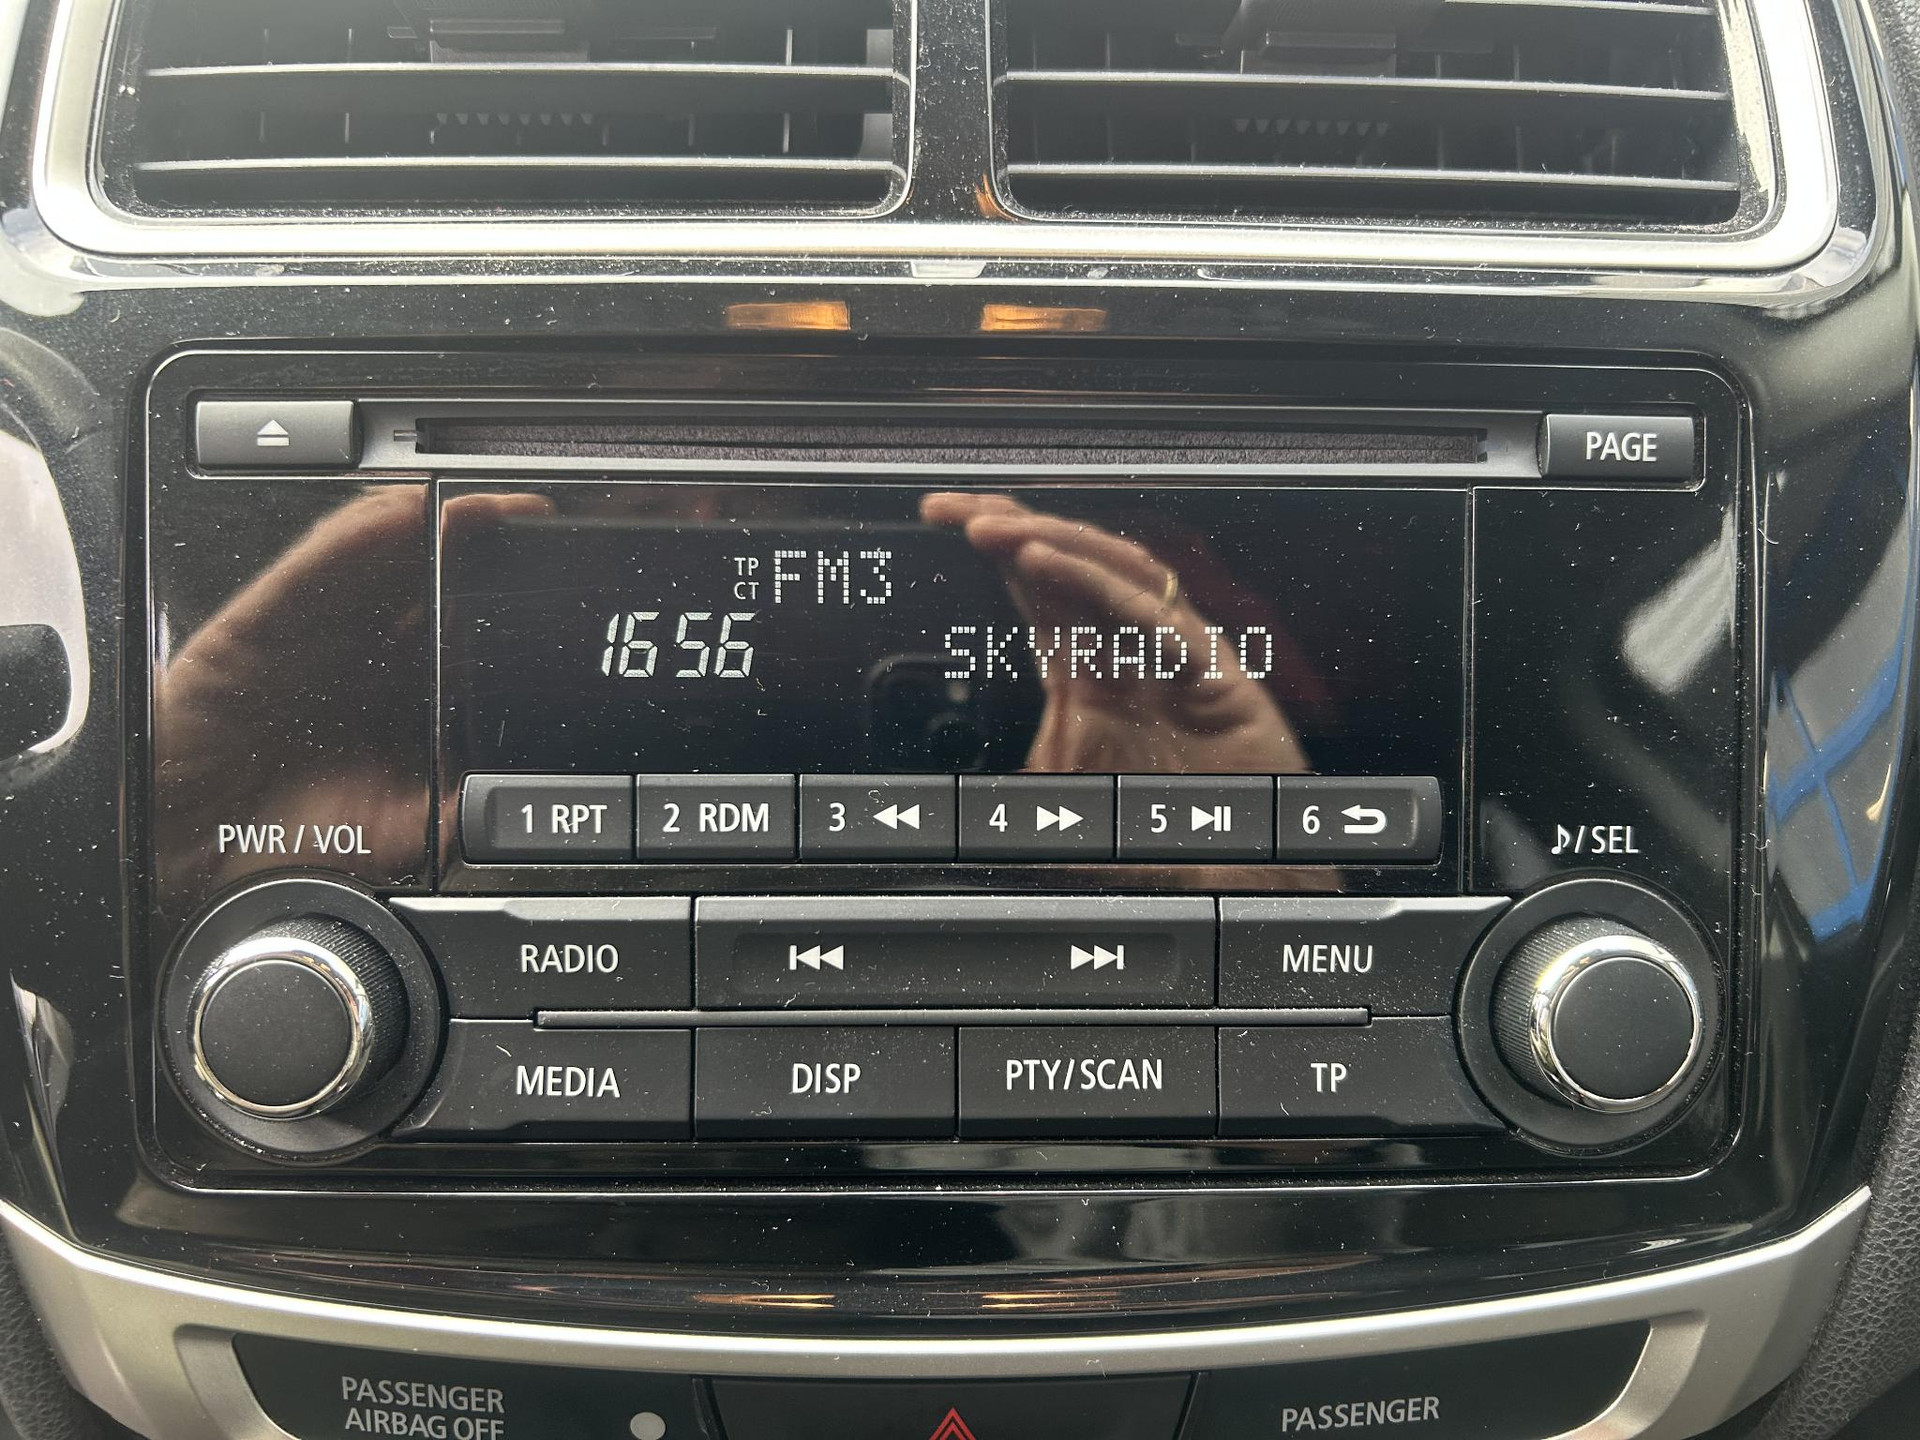 PAGE
TP
CT
FM3
16 56
SKYRADIO
1 RPT
2 RDM
3
4
5
6
PWR / VOL
/ SEL
RADIO
MENU
MEDIA
DISP
PTY/SCAN
TP
PASSENGER
AIRBAG OFF
PASSENGER